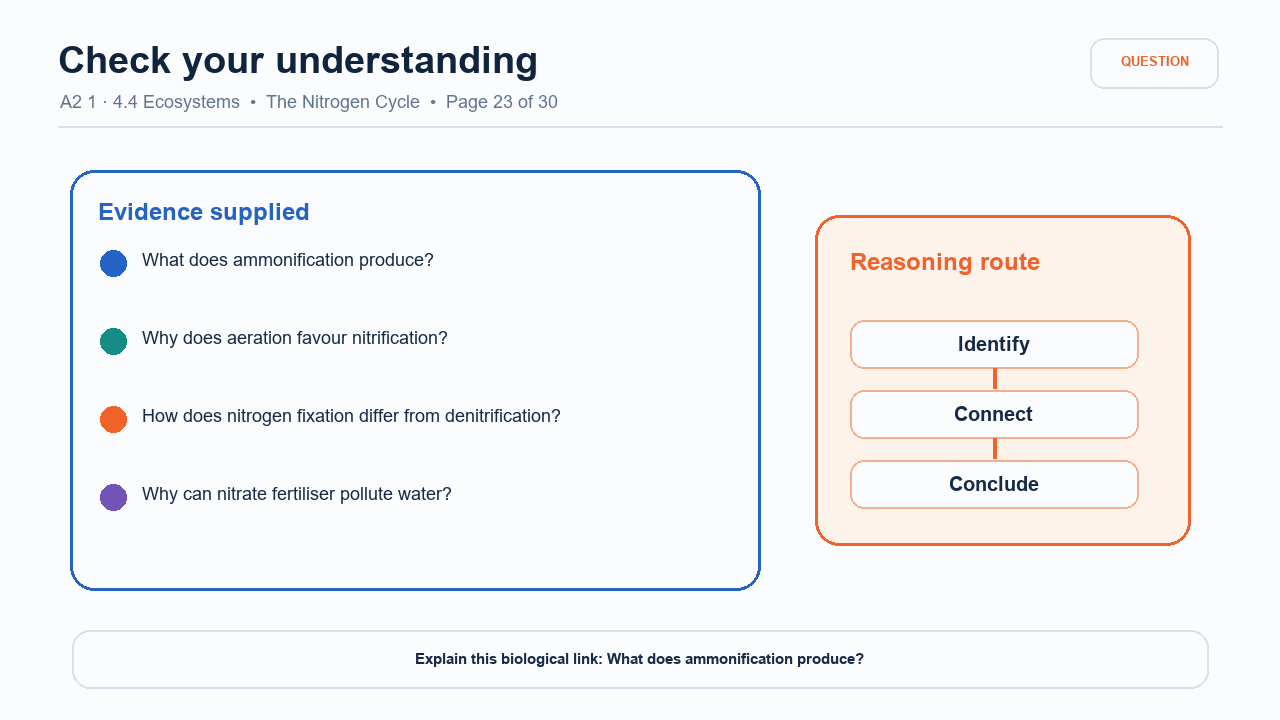 Check your understanding
QUESTION
A2 1 · 4.4 Ecosystems • The Nitrogen Cycle • Page 23 of 30
Evidence supplied
What does ammonification produce?
Why does aeration favour nitrification?
How does nitrogen fixation differ from denitrification?
Why can nitrate fertiliser pollute water?
Reasoning route
Identify
Connect
Conclude
Explain this biological link: What does ammonification produce?